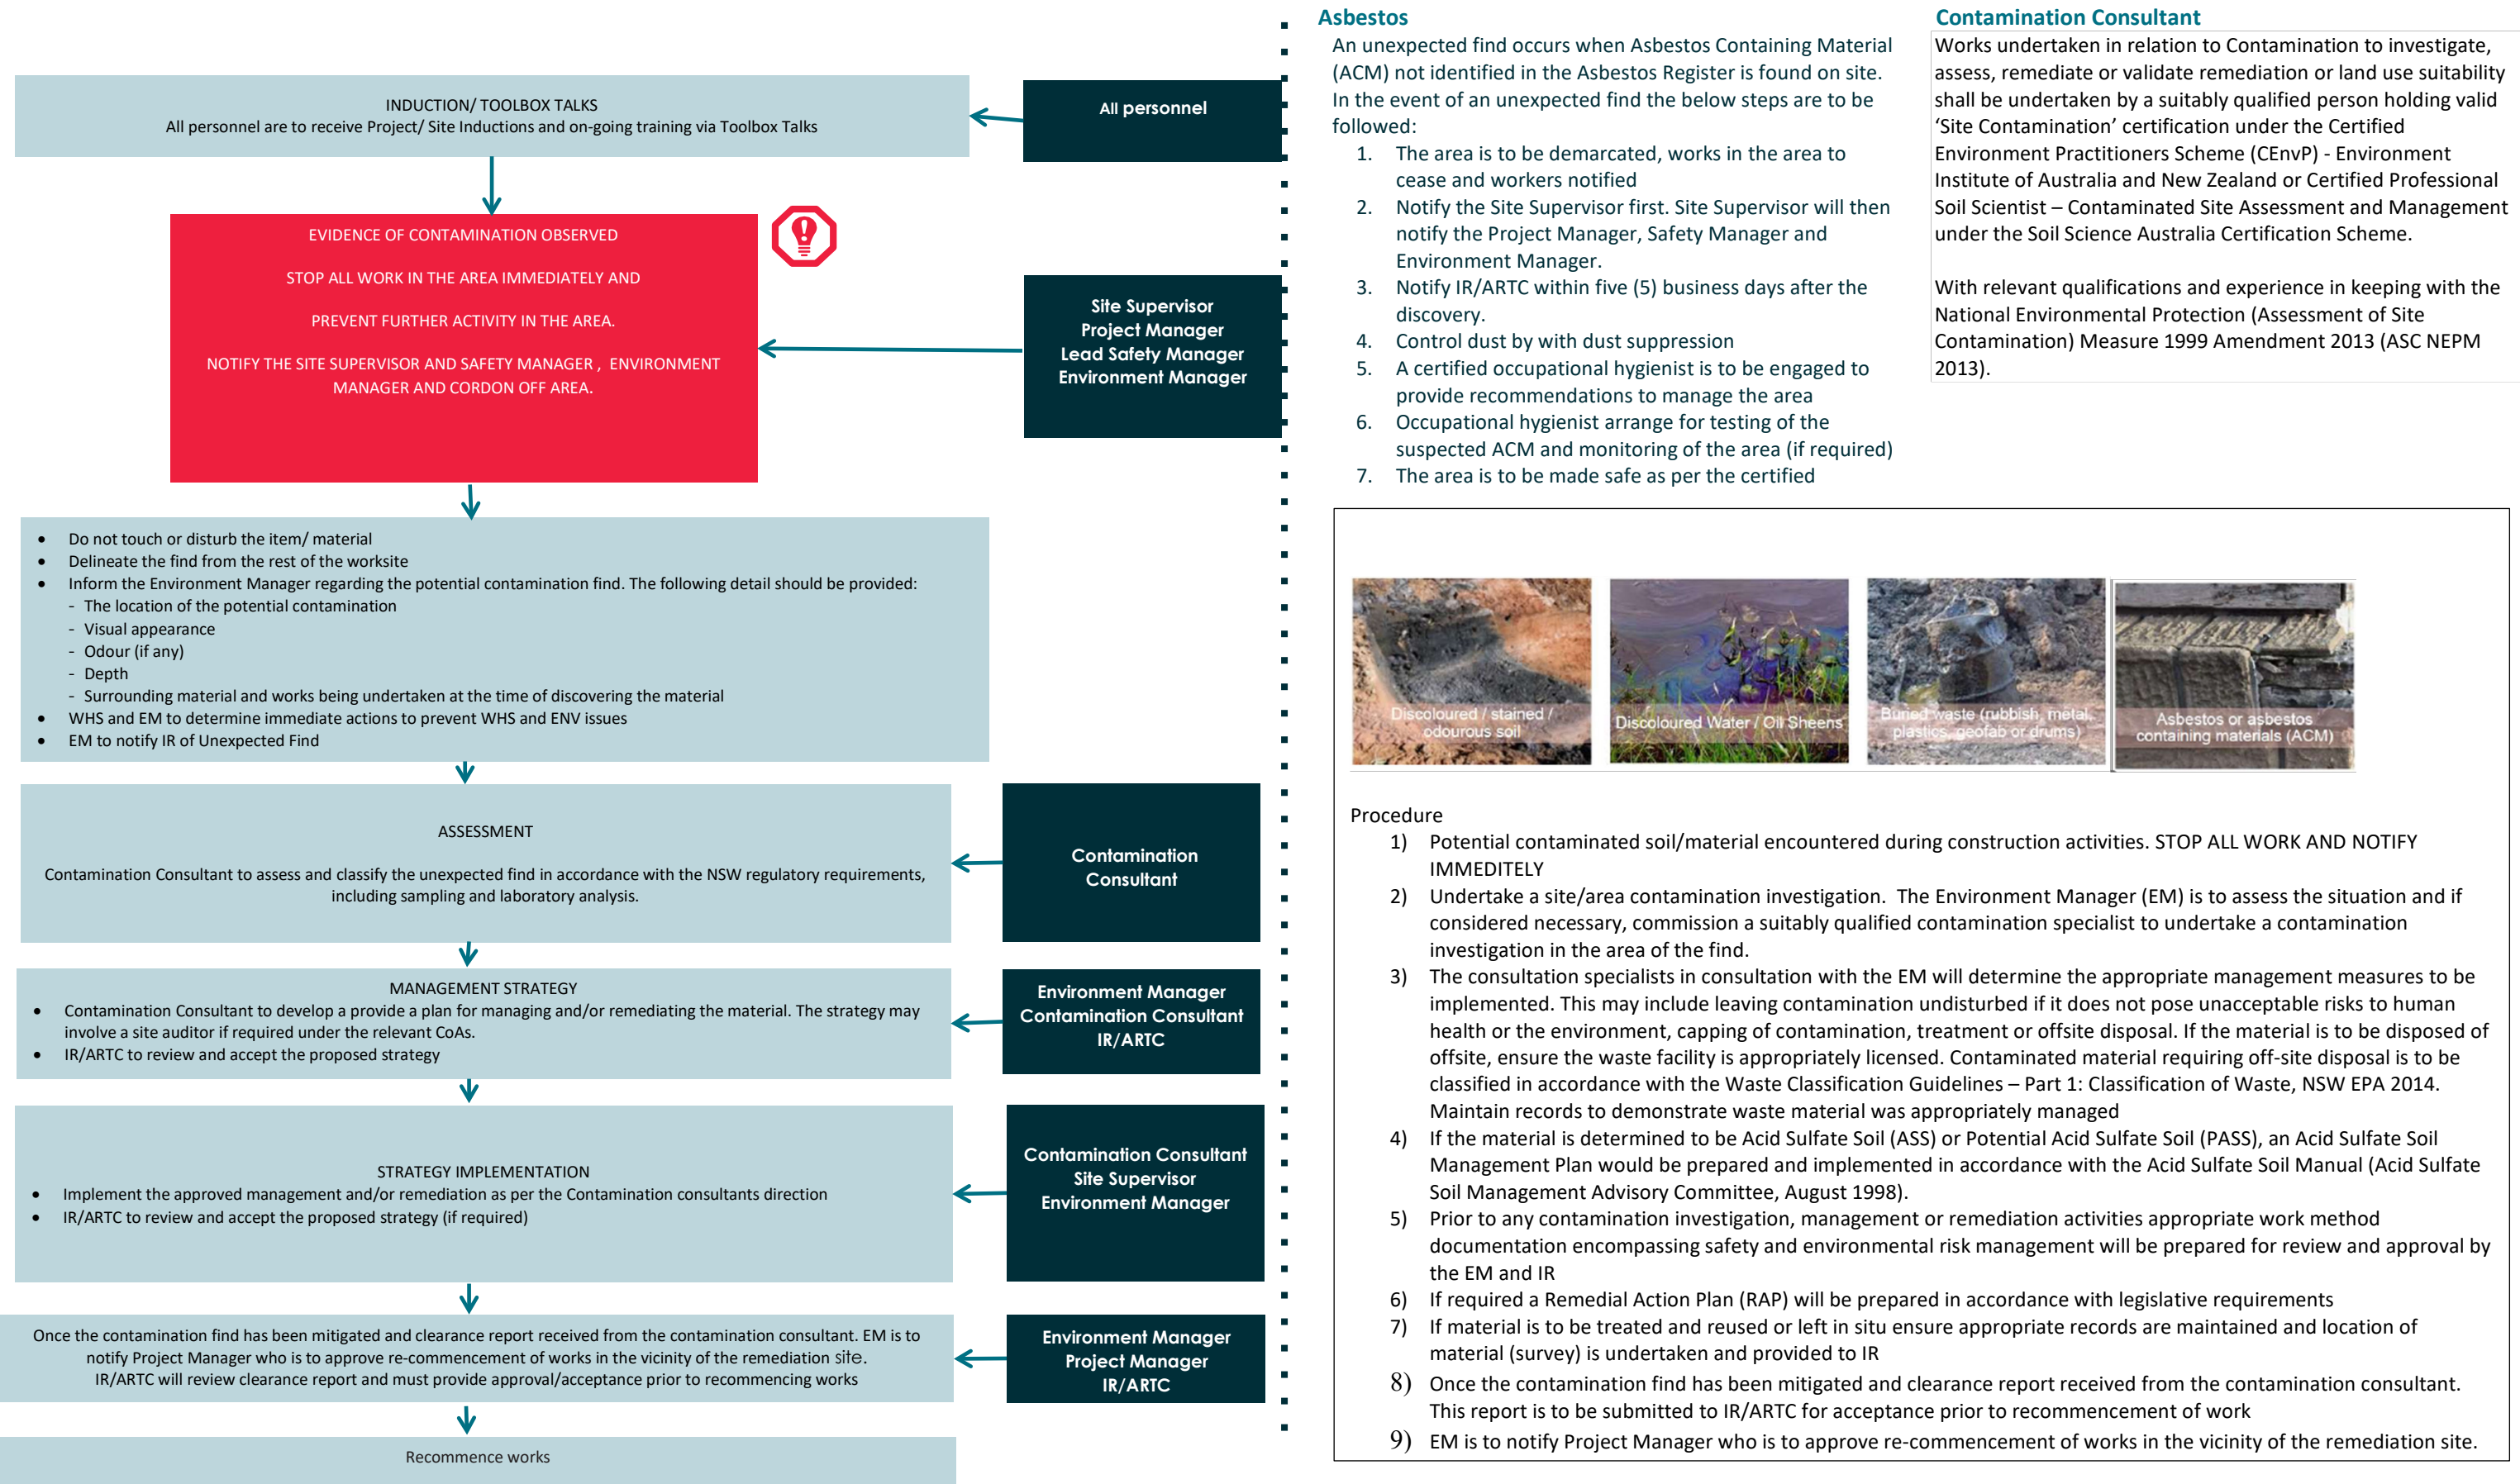 INDUCTION/ TOOLBOX TALKS
All personnel are to receive Project/ Site Inductions and on-going training via Toolbox Talks
All personnel
EVIDENCE OF CONTAMINATION OBSERVED
STOP ALL WORK IN THE AREA IMMEDIATELY AND
PREVENT FURTHER ACTIVITY IN THE AREA.
NOTIFY THE SITE SUPERVISOR AND SAFETY MANAGER , ENVIRONMENT
MANAGER AND CORDON OFF AREA.
Site Supervisor
Project Manager
Lead Safety Manager
Environment Manager
• Do not touch or disturb the item/ material
• Delineate the find from the rest of the worksite
• Inform the Environment Manager regarding the potential contamination find. The following detail should be provided:
- The location of the potential contamination
- Visual appearance
- Odour (if any)
- Depth
- Surrounding material and works being undertaken at the time of discovering the material
• WHS and EM to determine immediate actions to prevent WHS and ENV issues
• EM to notify IR of Unexpected Find
ASSESSMENT
Contamination Consultant to assess and classify the unexpected find in accordance with the NSW regulatory requirements,
including sampling and laboratory analysis.
Contamination
Consultant
MANAGEMENT STRATEGY
• Contamination Consultant to develop a provide a plan for managing and/or remediating the material. The strategy may
involve a site auditor if required under the relevant CoAs.
• IR/ARTC to review and accept the proposed strategy
Environment Manager
Contamination Consultant
IR/ARTC
STRATEGY IMPLEMENTATION
• Implement the approved management and/or remediation as per the Contamination consultants direction
• IR/ARTC to review and accept the proposed strategy (if required)
Contamination Consultant
Site Supervisor
Environment Manager
Once the contamination find has been mitigated and clearance report received from the contamination consultant. EM is to
notify Project Manager who is to approve re-commencement of works in the vicinity of the remediation site.
IR/ARTC will review clearance report and must provide approval/acceptance prior to recommencing works
Environment Manager
Project Manager
IR/ARTC
Recommence works
Asbestos
An unexpected find occurs when Asbestos Containing Material
(ACM) not identified in the Asbestos Register is found on site.
In the event of an unexpected find the below steps are to be
followed:
1. The area is to be demarcated, works in the area to
cease and workers notified
2. Notify the Site Supervisor first. Site Supervisor will then
notify the Project Manager, Safety Manager and
Environment Manager.
3. Notify IR/ARTC within five (5) business days after the
discovery.
4. Control dust by with dust suppression
5. A certified occupational hygienist is to be engaged to
provide recommendations to manage the area
6. Occupational hygienist arrange for testing of the
suspected ACM and monitoring of the area (if required)
7. The area is to be made safe as per the certified
Contamination Consultant
Works undertaken in relation to Contamination to investigate,
assess, remediate or validate remediation or land use suitability
shall be undertaken by a suitably qualified person holding valid
‘Site Contamination’ certification under the Certified
Environment Practitioners Scheme (CEnvP) - Environment
Institute of Australia and New Zealand or Certified Professional
Soil Scientist – Contaminated Site Assessment and Management
under the Soil Science Australia Certification Scheme.
With relevant qualifications and experience in keeping with the
National Environmental Protection (Assessment of Site
Contamination) Measure 1999 Amendment 2013 (ASC NEPM
2013).
Discoloured / stained /
odourous soil
Discoloured Water / Oil Sheens
Buried waste (rubbish, metal,
plastics, geofab or drums)
Asbestos or asbestos
containing materials (ACM)
Procedure
1) Potential contaminated soil/material encountered during construction activities. STOP ALL WORK AND NOTIFY
IMMEDITELY
2) Undertake a site/area contamination investigation. The Environment Manager (EM) is to assess the situation and if
considered necessary, commission a suitably qualified contamination specialist to undertake a contamination
investigation in the area of the find.
3) The consultation specialists in consultation with the EM will determine the appropriate management measures to be
implemented. This may include leaving contamination undisturbed if it does not pose unacceptable risks to human
health or the environment, capping of contamination, treatment or offsite disposal. If the material is to be disposed of
offsite, ensure the waste facility is appropriately licensed. Contaminated material requiring off-site disposal is to be
classified in accordance with the Waste Classification Guidelines – Part 1: Classification of Waste, NSW EPA 2014.
Maintain records to demonstrate waste material was appropriately managed
4) If the material is determined to be Acid Sulfate Soil (ASS) or Potential Acid Sulfate Soil (PASS), an Acid Sulfate Soil
Management Plan would be prepared and implemented in accordance with the Acid Sulfate Soil Manual (Acid Sulfate
Soil Management Advisory Committee, August 1998).
5) Prior to any contamination investigation, management or remediation activities appropriate work method
documentation encompassing safety and environmental risk management will be prepared for review and approval by
the EM and IR
6) If required a Remedial Action Plan (RAP) will be prepared in accordance with legislative requirements
7) If material is to be treated and reused or left in situ ensure appropriate records are maintained and location of
material (survey) is undertaken and provided to IR
8) Once the contamination find has been mitigated and clearance report received from the contamination consultant.
This report is to be submitted to IR/ARTC for acceptance prior to recommencement of work
9) EM is to notify Project Manager who is to approve re-commencement of works in the vicinity of the remediation site.